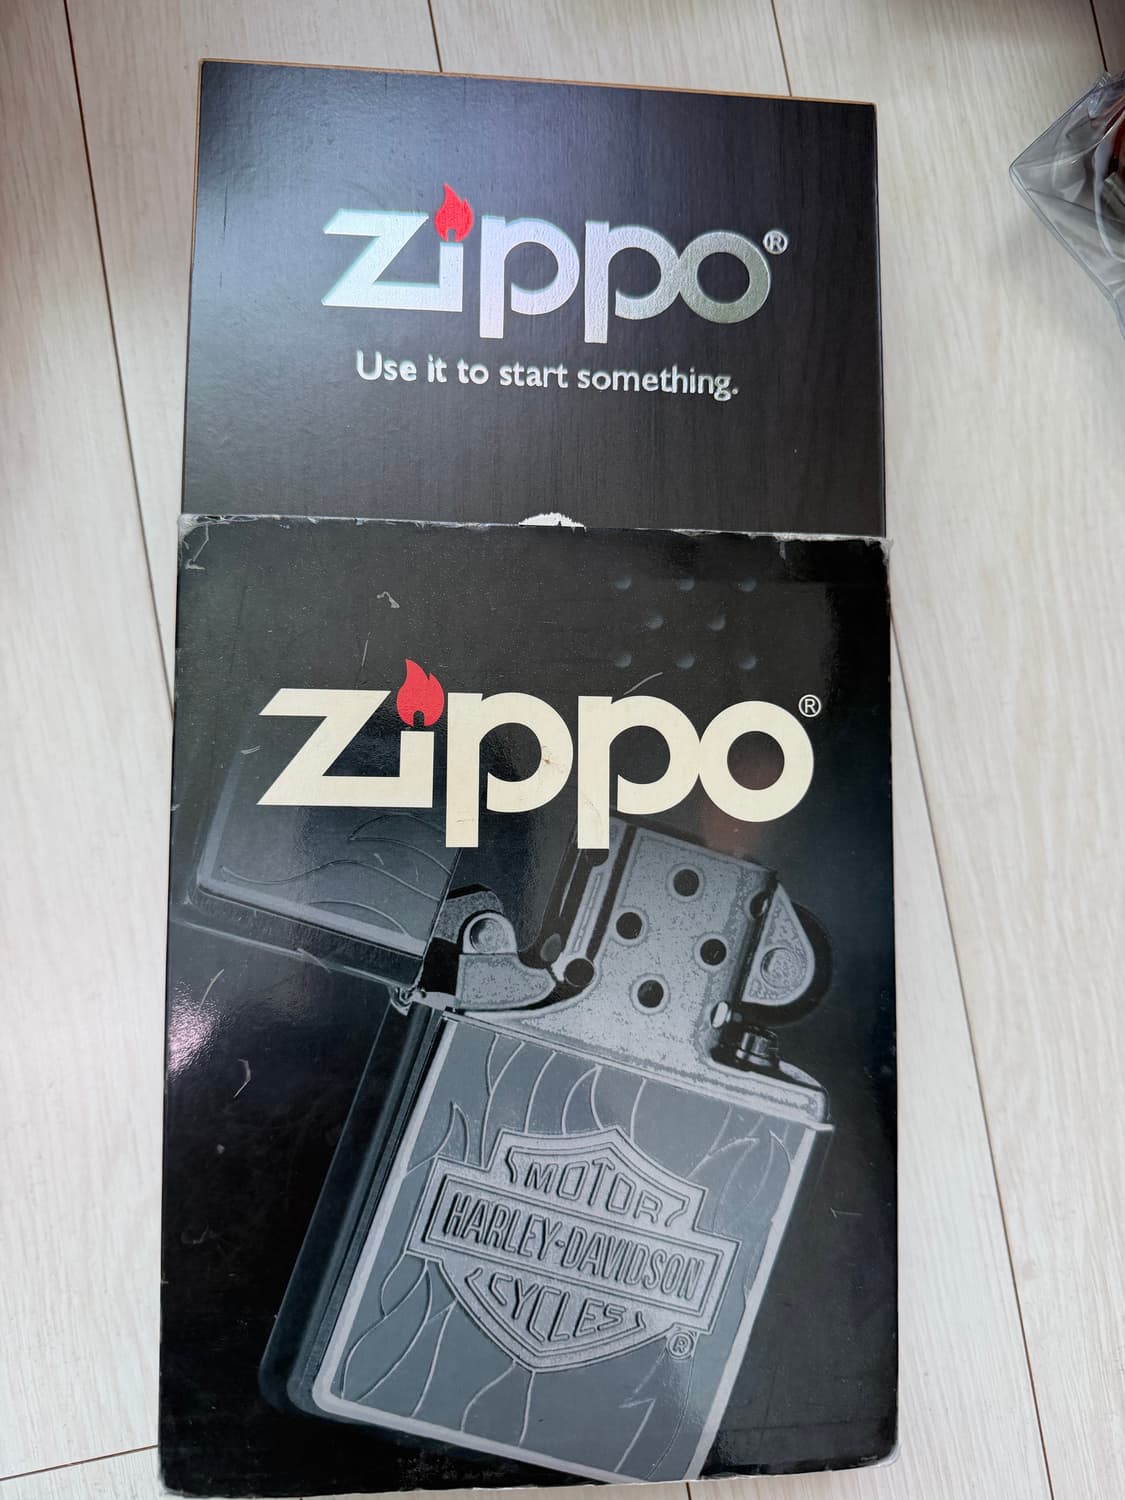 zippo®
Use it to start something.
zippo®
MOTOR
HARLEY-DAVIDSON
CYCLES
®